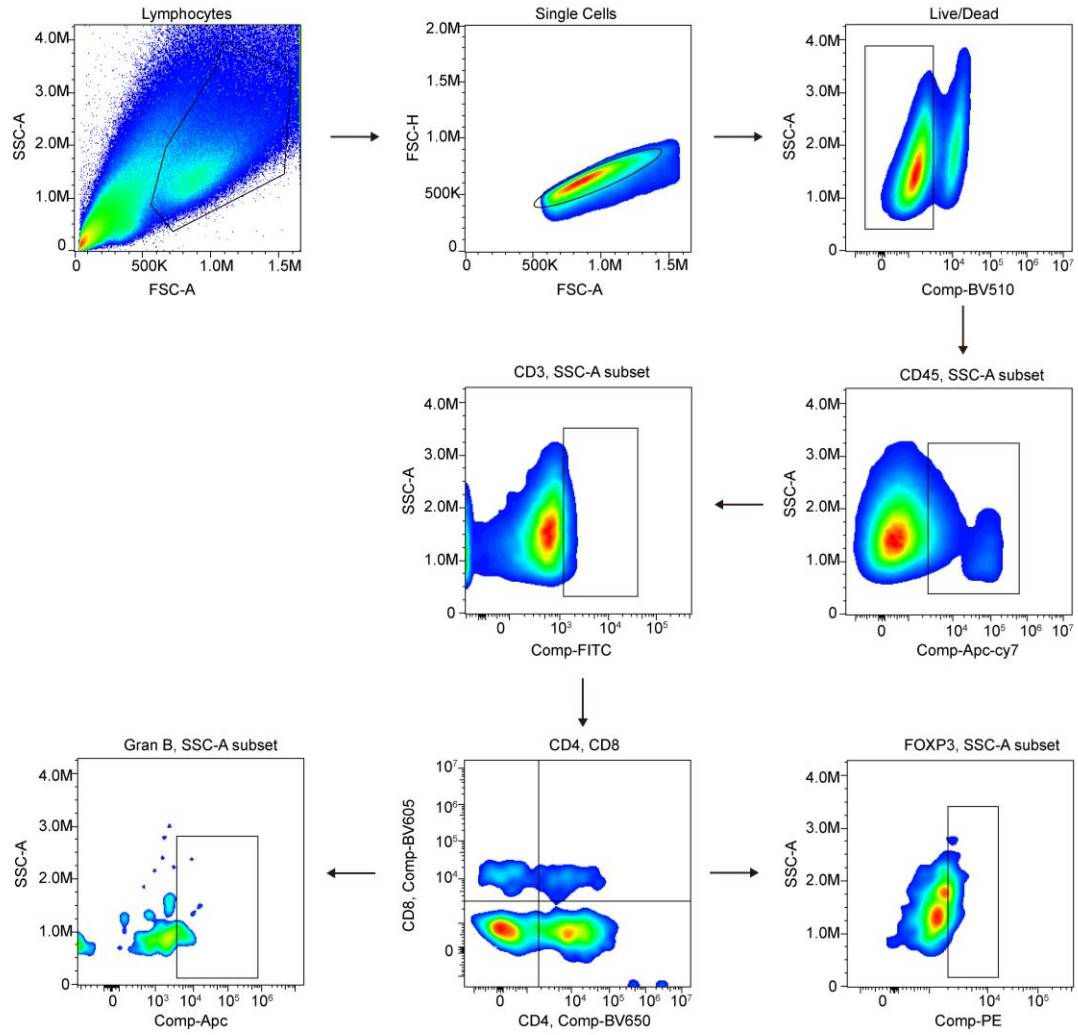 Lymphocytes
4.0M
3.0M
2.0M
1.0M
0
SSC-A
0 500K 1.0M 1.5M
FSC-A
Single Cells
2.0M
1.5M
1.0M
500K
0
FSC-H
0 500K 1.0M 1.5M
FSC-A
Live/Dead
4.0M
3.0M
2.0M
1.0M
0
SSC-A
0 10⁴ 10⁵ 10⁶ 10⁷
Comp-BV510
CD3, SSC-A subset
4.0M
3.0M
2.0M
1.0M
0
SSC-A
0 10³ 10⁴ 10⁵
Comp-FITC
CD45, SSC-A subset
4.0M
3.0M
2.0M
1.0M
0
SSC-A
0 10⁴ 10⁵ 10⁶ 10⁷
Comp-Apc-cy7
Gran B, SSC-A subset
4.0M
3.0M
2.0M
1.0M
0
SSC-A
0 10³ 10⁴ 10⁵ 10⁶
Comp-Apc
CD4, CD8
10⁷
10⁶
10⁵
10⁴
0
CD8, Comp-BV605
0 10⁴ 10⁵ 10⁶ 10⁷
CD4, Comp-BV650
FOXP3, SSC-A subset
4.0M
3.0M
2.0M
1.0M
0
SSC-A
0 10⁴ 10⁵
Comp-PE